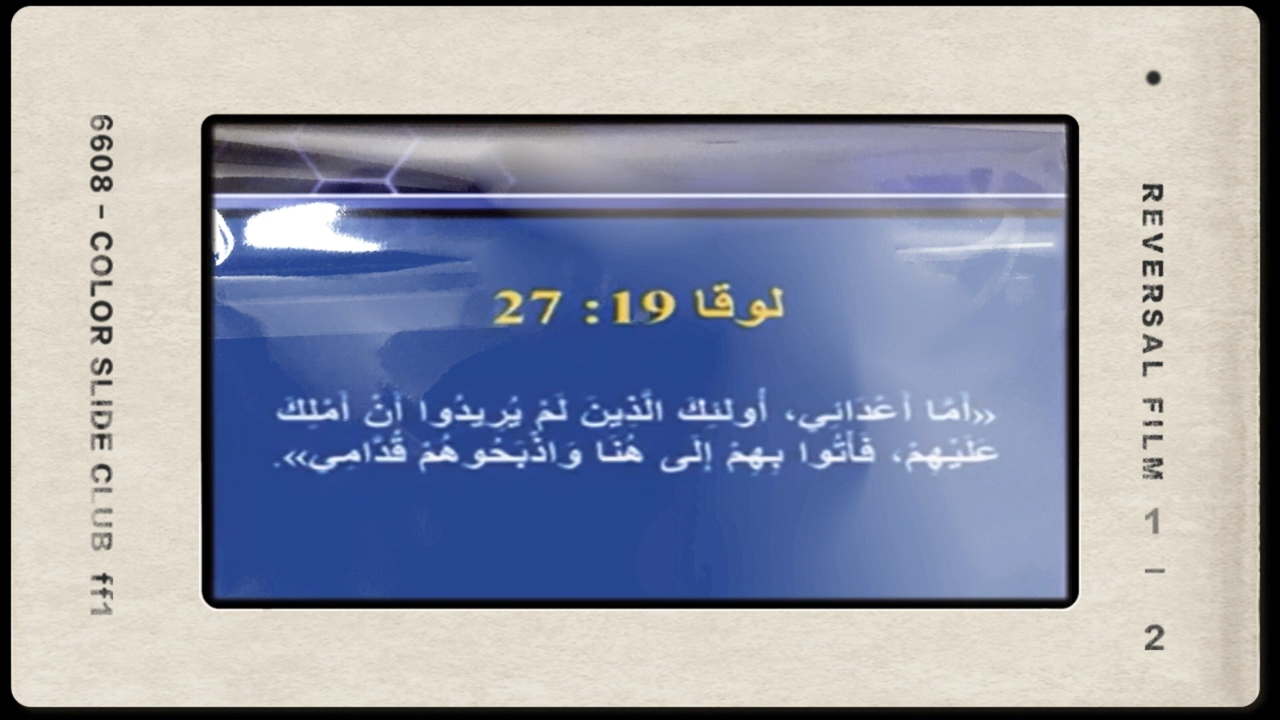 6608 – COLOR SLIDE CLUB ff1
لوقا 19: 27
«أَمَّا أَعْدَائِي، أُولئِكَ الَّذِينَ لَمْ يُرِيدُوا أَنْ أَمْلِكَ
عَلَيْهِمْ، فَأْتُوا بِهِمْ إِلَى هُنَا وَاذْبَحُوهُمْ قُدَّامِي».
REVERSAL FILM 1 I 2